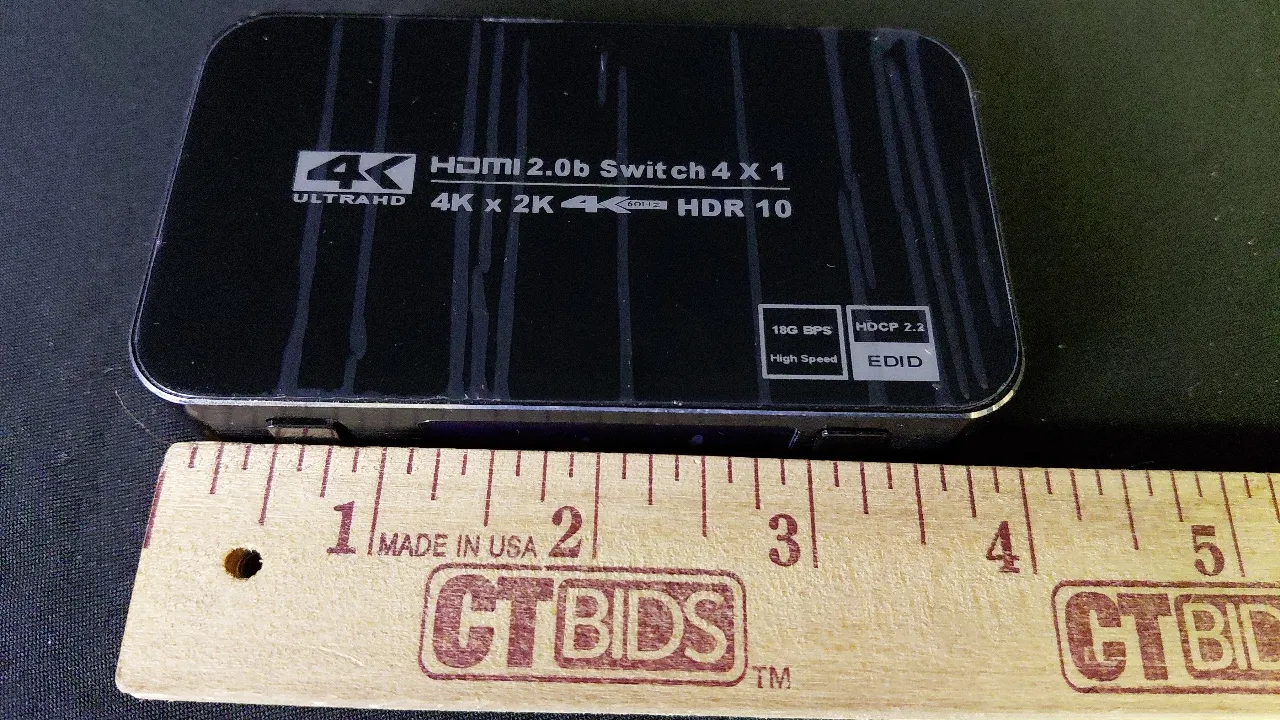 4K HDMI 2.0b Switch 4 X 1
ULTRAHD 4K x 2K 4K 60HZ HDR 10
18G BPS HDCP 2.2
High Speed EDID
1 2 3 4 5
MADE IN USA
CTBIDS TM CTBID